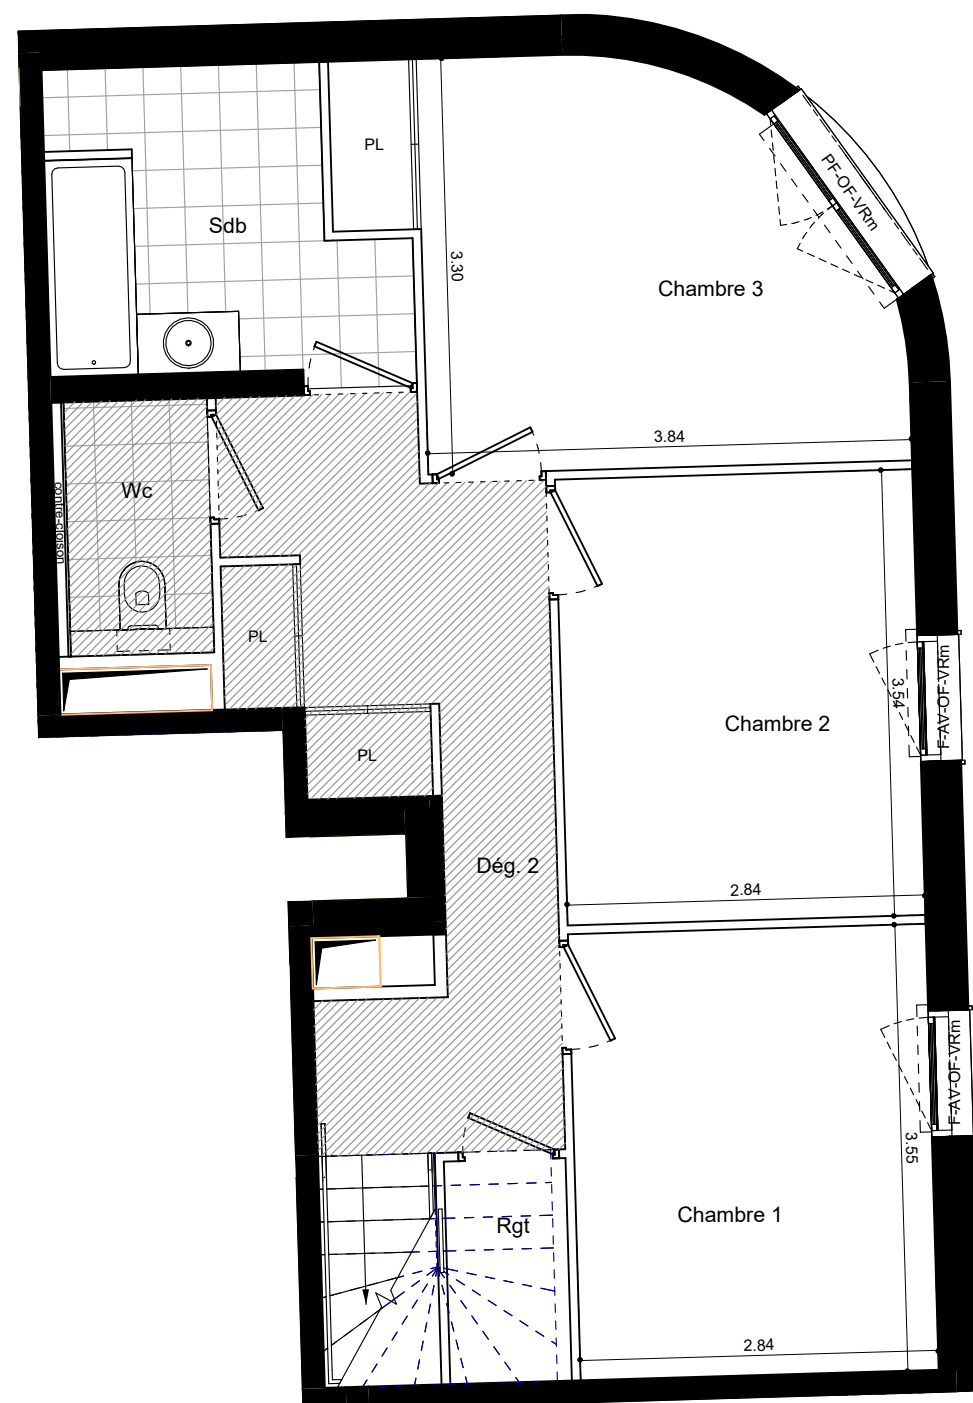 PL
PF-OF-VRm
Sdb
3.30
Chambre 3
3.84
Wc
contre-cloison
PL
F-AV-OF-VRm
3.54
Chambre 2
PL
Dég. 2
2.84
F-AV-OF-VRm
3.55
Chambre 1
Rgt
2.84